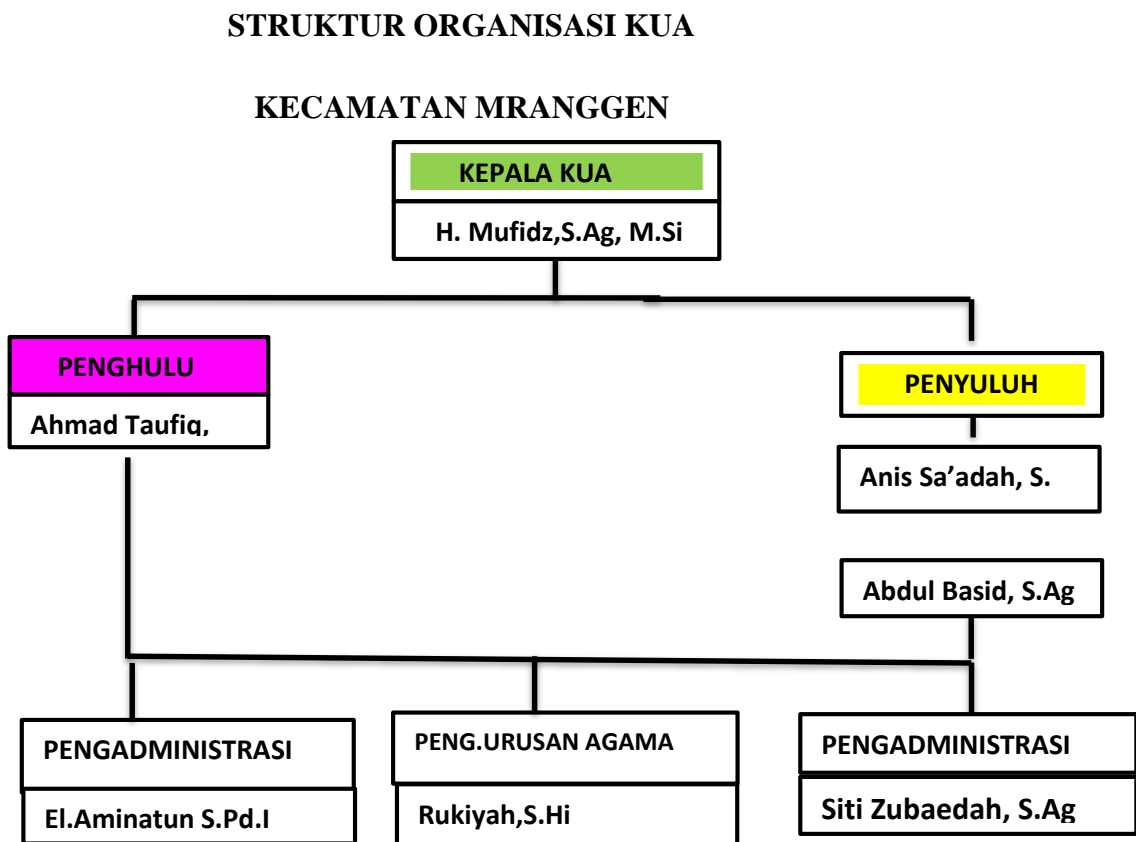 STRUKTUR ORGANISASI KUA
KECAMATAN MRANGGEN
KEPALA KUA
H. Mufidz,S.Ag, M.Si
PENGHULU
Ahmad Taufiq,
PENYULUH
Anis Sa’adah, S.
Abdul Basid, S.Ag
PENGADMINISTRASI
El.Aminatun S.Pd.I
PENG.URUSAN AGAMA
Rukiyah,S.Hi
PENGADMINISTRASI
Siti Zubaedah, S.Ag